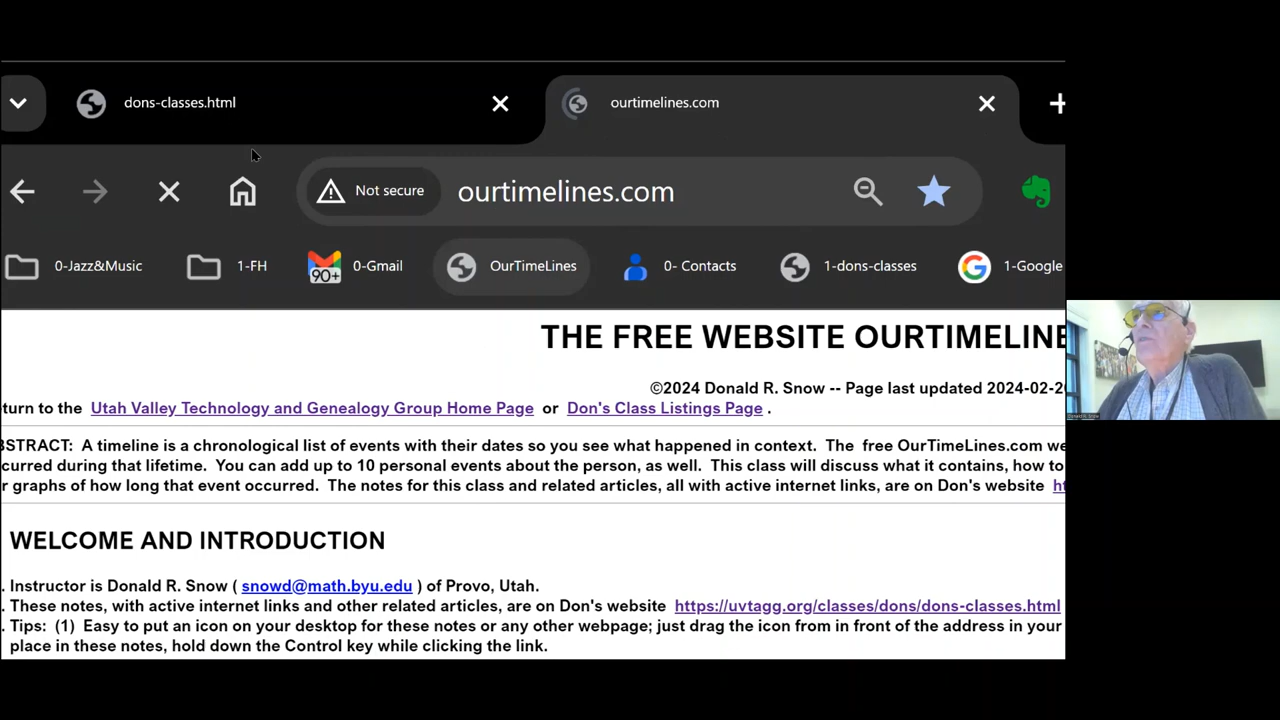 dons-classes.html
ourtimelines.com
Not secure
ourtimelines.com
0-Jazz&Music
1-FH
90+
0-Gmail
OurTimeLines
0- Contacts
1-dons-classes
1-Google
THE FREE WEBSITE OURTIMELINE
©2024 Donald R. Snow -- Page last updated 2024-02-2
turn to the Utah Valley Technology and Genealogy Group Home Page or Don's Class Listings Page .
BSTRACT: A timeline is a chronological list of events with their dates so you see what happened in context. The free OurTimeLines.com we
curred during that lifetime. You can add up to 10 personal events about the person, as well. This class will discuss what it contains, how to
r graphs of how long that event occurred. The notes for this class and related articles, all with active internet links, are on Don's website ht
WELCOME AND INTRODUCTION
. Instructor is Donald R. Snow ( snowd@math.byu.edu ) of Provo, Utah.
. These notes, with active internet links and other related articles, are on Don's website https://uvtagg.org/classes/dons/dons-classes.html
. Tips: (1) Easy to put an icon on your desktop for these notes or any other webpage; just drag the icon from in front of the address in your
place in these notes, hold down the Control key while clicking the link.